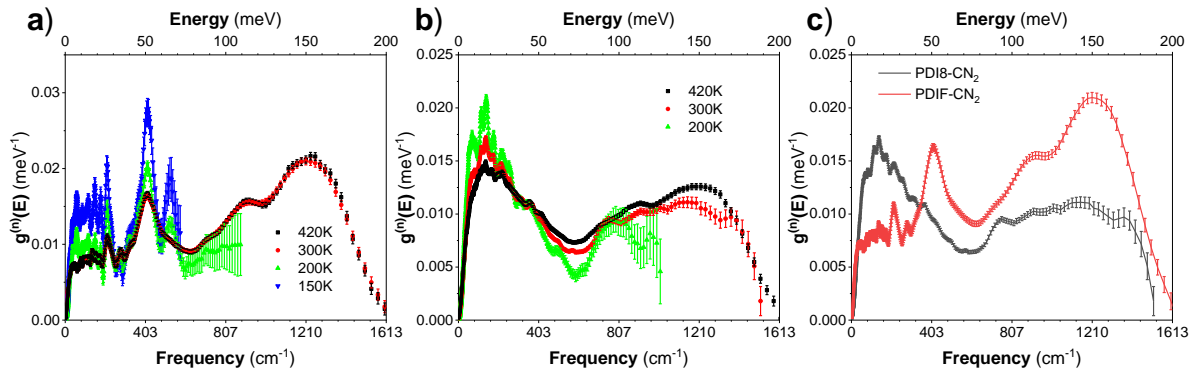 a)
Energy (meV)
0 50 100 150 200
g⁽ⁿ⁾(E) (meV⁻¹)
0.03
0.02
0.01
0.00
420K
300K
200K
150K
0 403 807 1210 1613
Frequency (cm⁻¹)
b)
Energy (meV)
0 50 100 150 200
g⁽ⁿ⁾(E) (meV⁻¹)
0.025
0.020
0.015
0.010
0.005
0.000
420K
300K
200K
0 403 807 1210 1613
Frequency (cm⁻¹)
c)
Energy (meV)
0 50 100 150 200
g⁽ⁿ⁾(E) (meV⁻¹)
0.025
0.020
0.015
0.010
0.005
0.000
PDI8-CN₂
PDIF-CN₂
0 403 807 1210 1613
Frequency (cm⁻¹)